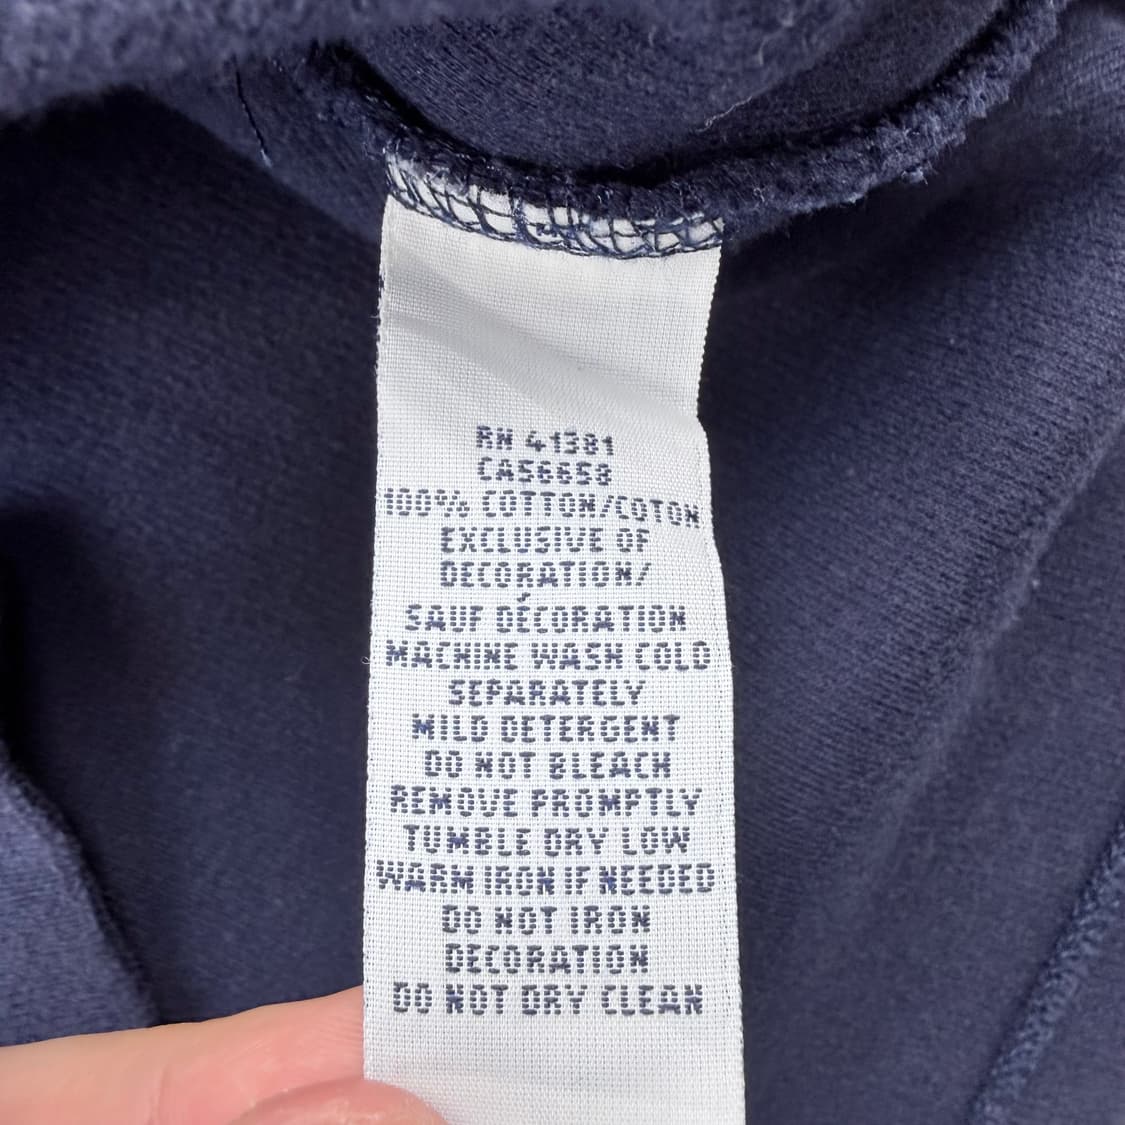 RN 41381
CA56658
100% COTTON/COTON
EXCLUSIVE OF
DECORATION/
SAUF DÉCORATION
MACHINE WASH COLD
SEPARATELY
MILD DETERGENT
DO NOT BLEACH
REMOVE PROMPTLY
TUMBLE DRY LOW
WARM IRON IF NEEDED
DO NOT IRON
DECORATION
DO NOT DRY CLEAN